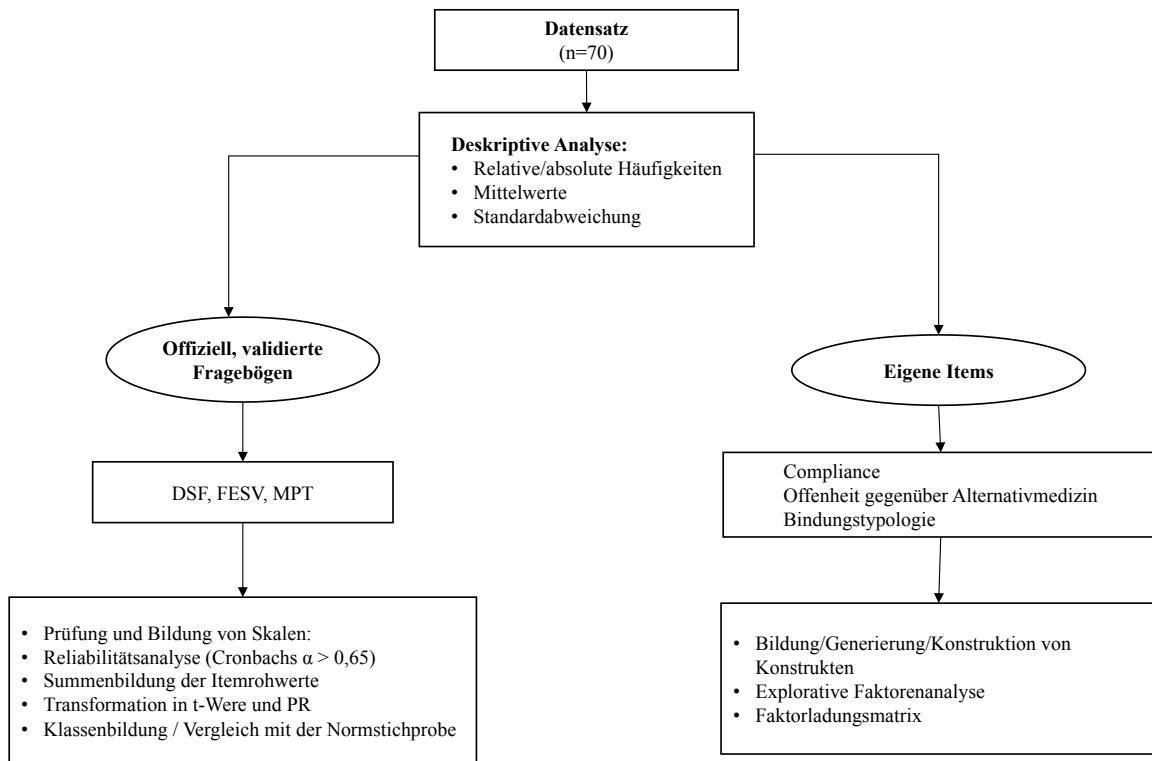 Datensatz
(n=70)
Deskriptive Analyse:
• Relative/absolute Häufigkeiten
• Mittelwerte
• Standardabweichung
Offiziell, validierte
Fragebögen
DSF, FESV, MPT
• Prüfung und Bildung von Skalen:
• Reliabilitätsanalyse (Cronbachs α > 0,65)
• Summenbildung der Itemrohwerte
• Transformation in t-Were und PR
• Klassenbildung / Vergleich mit der Normstichprobe
Eigene Items
Compliance
Offenheit gegenüber Alternativmedizin
Bindungstypologie
• Bildung/Generierung/Konstruktion von
Konstrukten
• Explorative Faktorenanalyse
• Faktorladungsmatrix